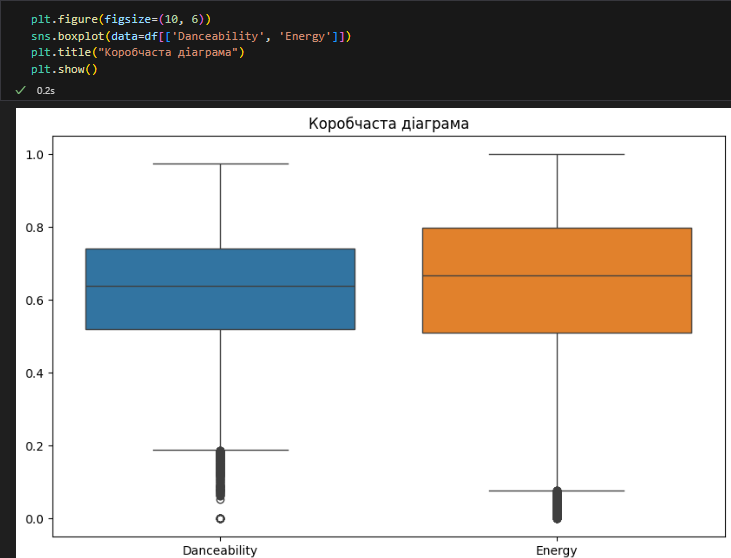 plt.figure(figsize=(10, 6))
sns.boxplot(data=df[['Danceability', 'Energy']])
plt.title("Коробчаста діаграма")
plt.show()
0.2s
Коробчаста діаграма
1.0
0.8
0.6
0.4
0.2
0.0
Danceability Energy